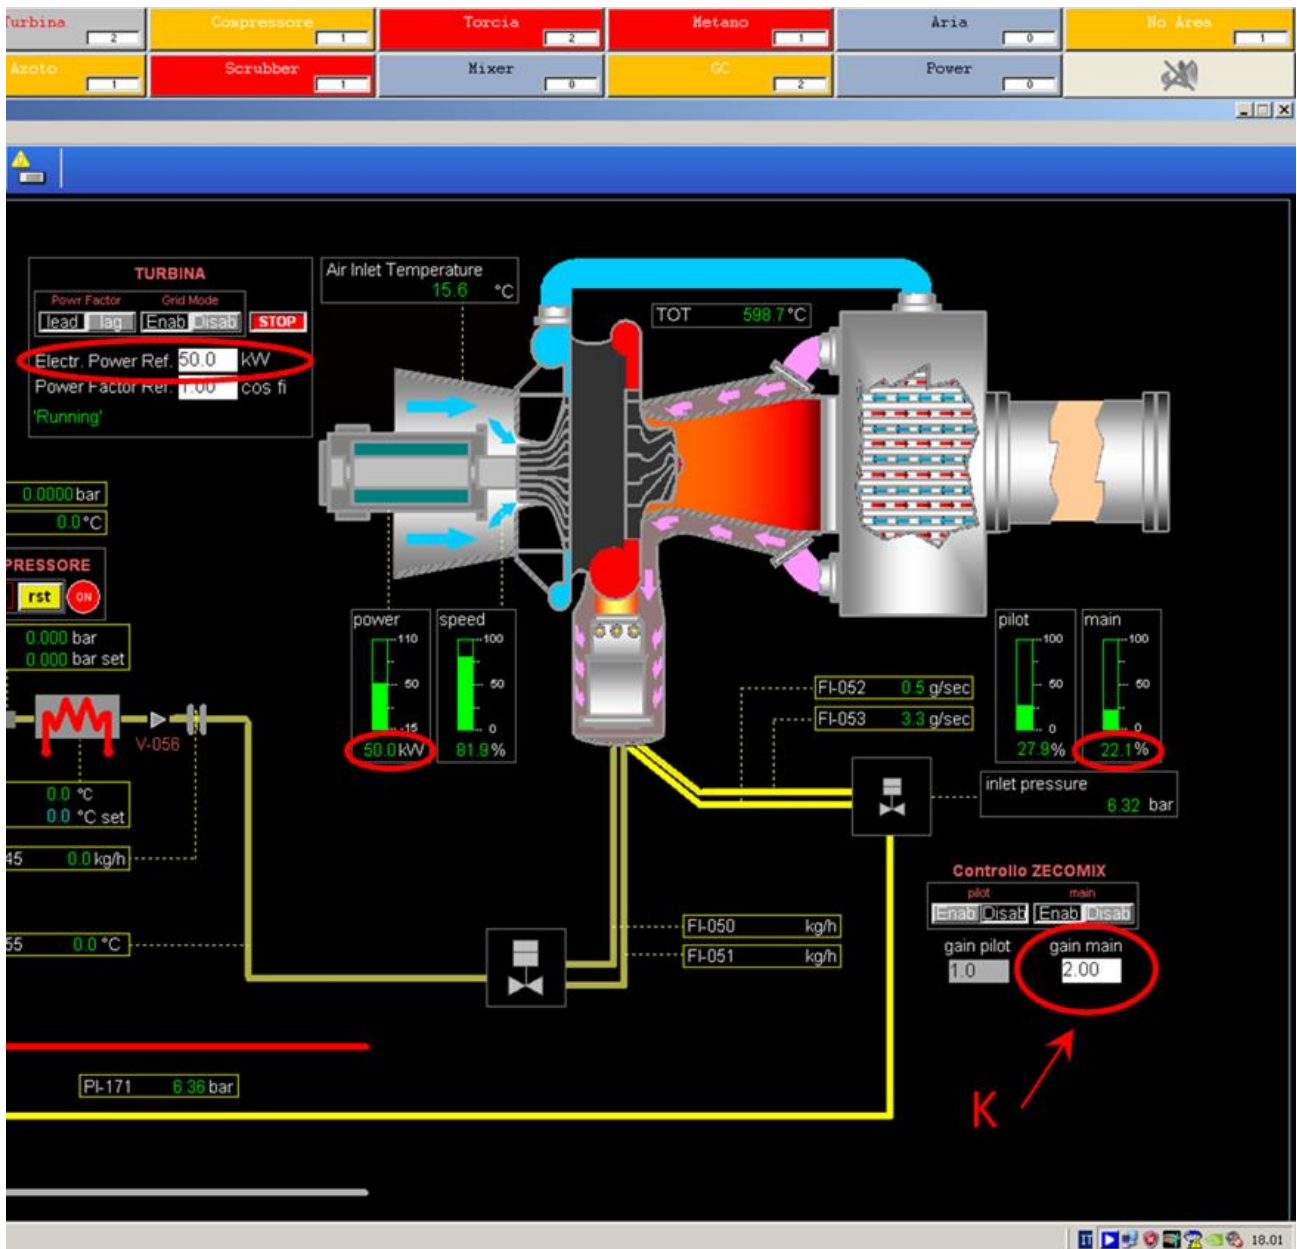 Turbina 2
Compressore 1
Torcia 2
Metano 1
Aria 0
No Area 1
Azoto 1
Scrubber 1
Mixer 0
GC 2
Power 0
TURBINA
Powr Factor Grid Mode
lead lag Enab Disab STOP
Electr. Power Ref. 50.0 kW
Power Factor Ref. 1.00 cos fi
'Running'
Air Inlet Temperature
15.6 °C
TOT 598.7 °C
0.0000 bar
0.0 °C
PRESSORE
rst ON
0.000 bar
0.000 bar set
V-056
0.0 °C
0.0 °C set
45 0.0 kg/h
55 0.0 °C
power
110
50
-15
50.0 kW
speed
100
50
0
81.9 %
FI-052 0.5 g/sec
FI-053 3.3 g/sec
pilot
100
50
0
27.9 %
main
100
50
0
22.1 %
inlet pressure
6.32 bar
Controllo ZECOMIX
pilot main
Enab Disab Enab Disab
gain pilot gain main
1.0 2.00
FI-050 kg/h
FI-051 kg/h
K
PI-171 6.36 bar
IT 18.01